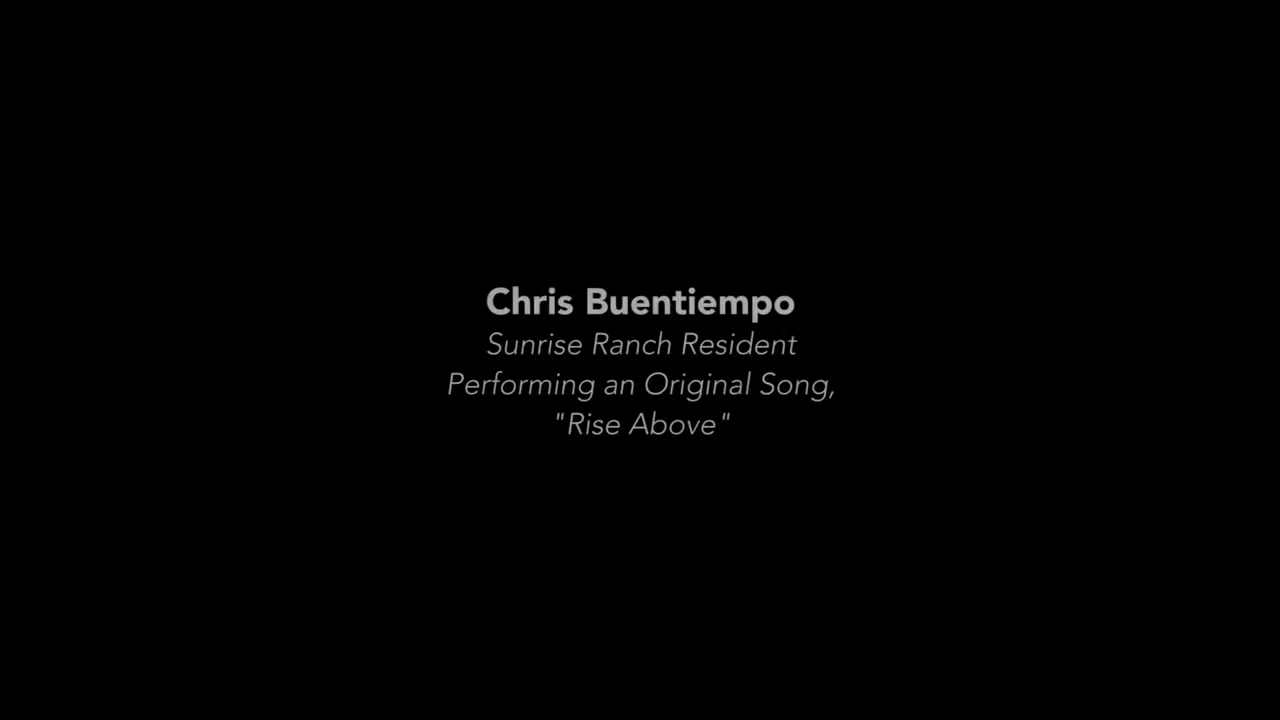 Chris Buentiempo
Sunrise Ranch Resident
Performing an Original Song,
"Rise Above"